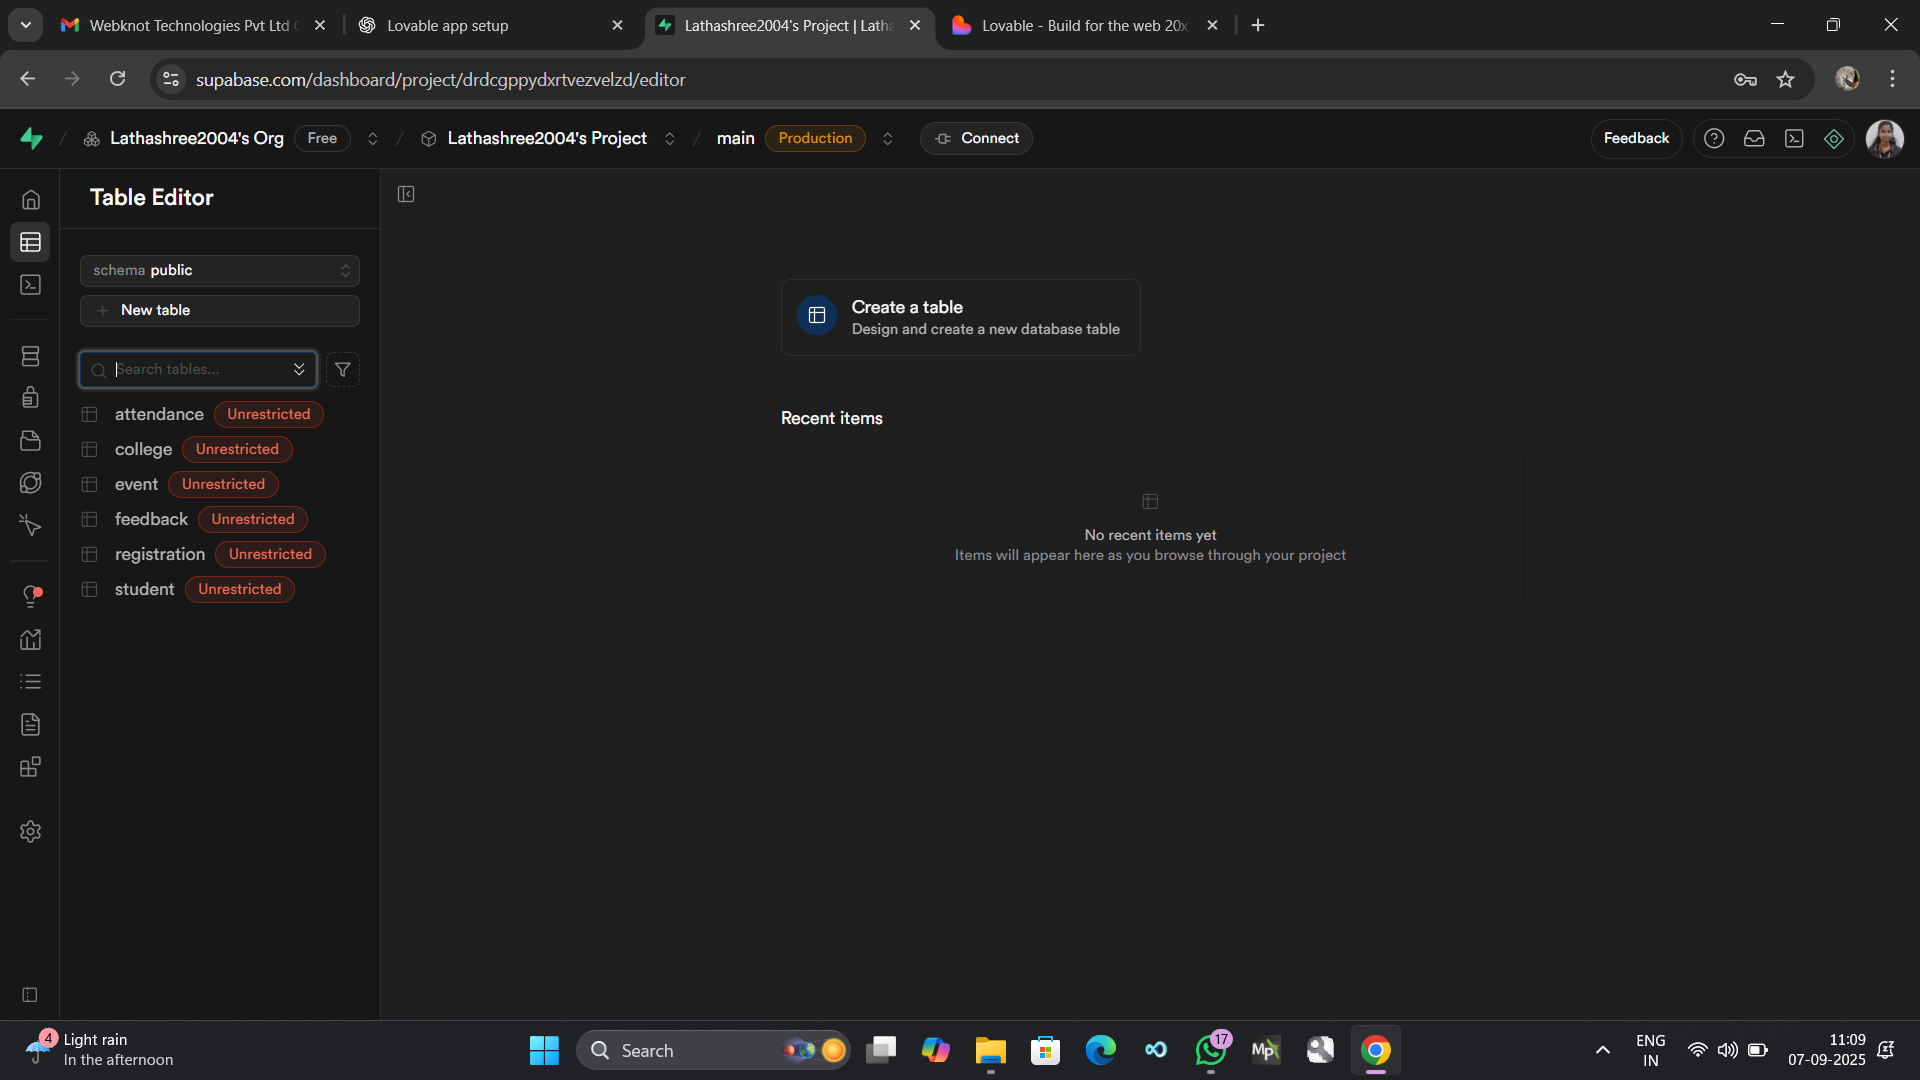 Webknot Technologies Pvt Ltd
Lovable app setup
Lathashree2004's Project | Latha
Lovable - Build for the web 20x
supabase.com/dashboard/project/drdcgppydxrtvezvelzd/editor
Lathashree2004's Org Free
Lathashree2004's Project
main Production
Connect
Feedback
Table Editor
schema public
New table
Search tables...
attendance Unrestricted
college Unrestricted
event Unrestricted
feedback Unrestricted
registration Unrestricted
student Unrestricted
Create a table
Design and create a new database table
Recent items
No recent items yet
Items will appear here as you browse through your project
4
Light rain
In the afternoon
Search
17
Mp
ENG
IN
11:09
07-09-2025